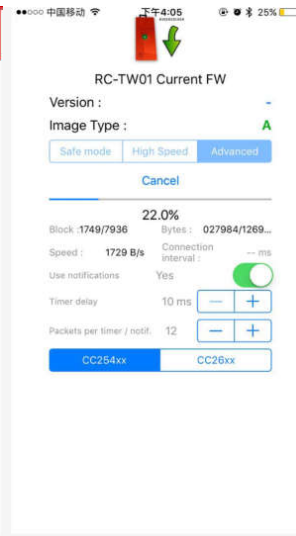 中国移动 下午4:05 25%
RC-TW01 Current FW
Version : -
Image Type : A
Safe mode High Speed Advanced
Cancel
22.0%
Block :1749/7936 Bytes : 027984/1269...
Speed : 1729 B/s Connection interval : -- ms
Use notifications Yes
Timer delay 10 ms − +
Packets per timer / notif. 12 − +
CC254xx CC26xx